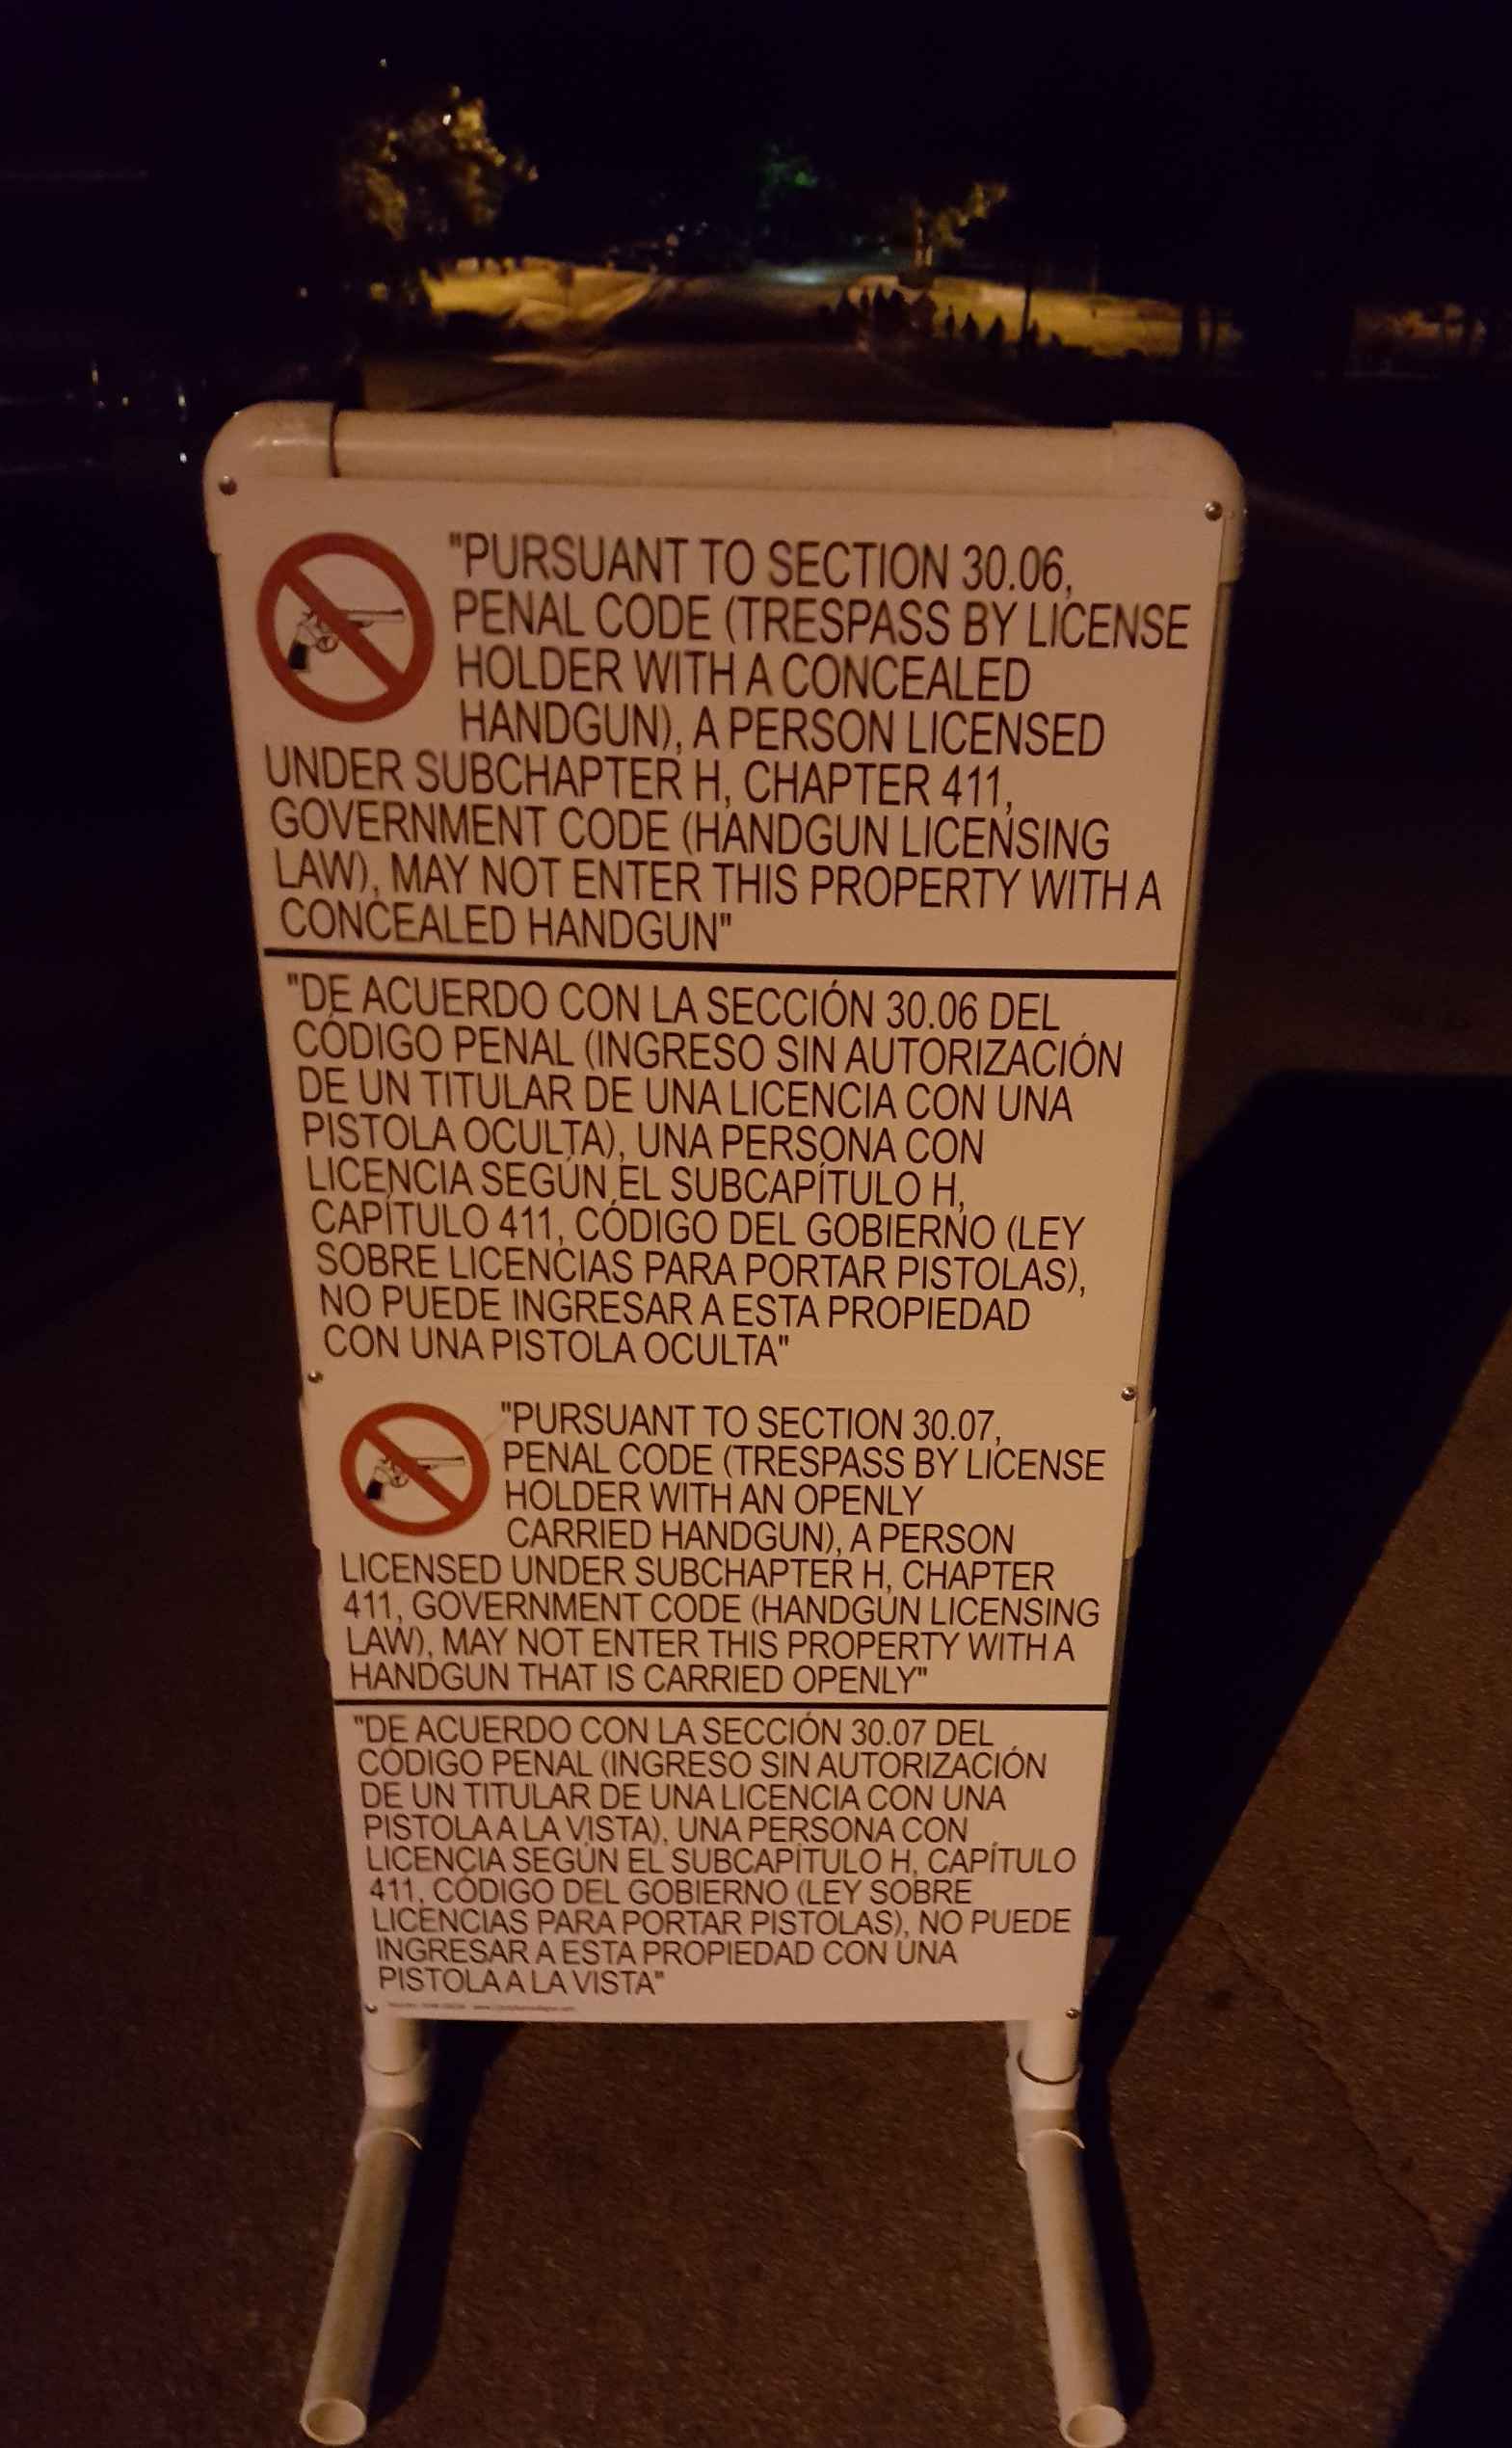 "PURSUANT TO SECTION 30.06,
PENAL CODE (TRESPASS BY LICENSE
HOLDER WITH A CONCEALED
HANDGUN), A PERSON LICENSED
UNDER SUBCHAPTER H, CHAPTER 411,
GOVERNMENT CODE (HANDGUN LICENSING
LAW), MAY NOT ENTER THIS PROPERTY WITH A
CONCEALED HANDGUN"
"DE ACUERDO CON LA SECCIÓN 30.06 DEL
CÓDIGO PENAL (INGRESO SIN AUTORIZACIÓN
DE UN TITULAR DE UNA LICENCIA CON UNA
PISTOLA OCULTA), UNA PERSONA CON
LICENCIA SEGÚN EL SUBCAPÍTULO H,
CAPÍTULO 411, CÓDIGO DEL GOBIERNO (LEY
SOBRE LICENCIAS PARA PORTAR PISTOLAS),
NO PUEDE INGRESAR A ESTA PROPIEDAD
CON UNA PISTOLA OCULTA"
"PURSUANT TO SECTION 30.07,
PENAL CODE (TRESPASS BY LICENSE
HOLDER WITH AN OPENLY
CARRIED HANDGUN), A PERSON
LICENSED UNDER SUBCHAPTER H, CHAPTER
411, GOVERNMENT CODE (HANDGUN LICENSING
LAW), MAY NOT ENTER THIS PROPERTY WITH A
HANDGUN THAT IS CARRIED OPENLY"
"DE ACUERDO CON LA SECCIÓN 30.07 DEL
CÓDIGO PENAL (INGRESO SIN AUTORIZACIÓN
DE UN TITULAR DE UNA LICENCIA CON UNA
PISTOLA A LA VISTA), UNA PERSONA CON
LICENCIA SEGÚN EL SUBCAPÍTULO H, CAPÍTULO
411, CÓDIGO DEL GOBIERNO (LEY SOBRE
LICENCIAS PARA PORTAR PISTOLAS), NO PUEDE
INGRESAR A ESTA PROPIEDAD CON UNA
PISTOLA A LA VISTA"